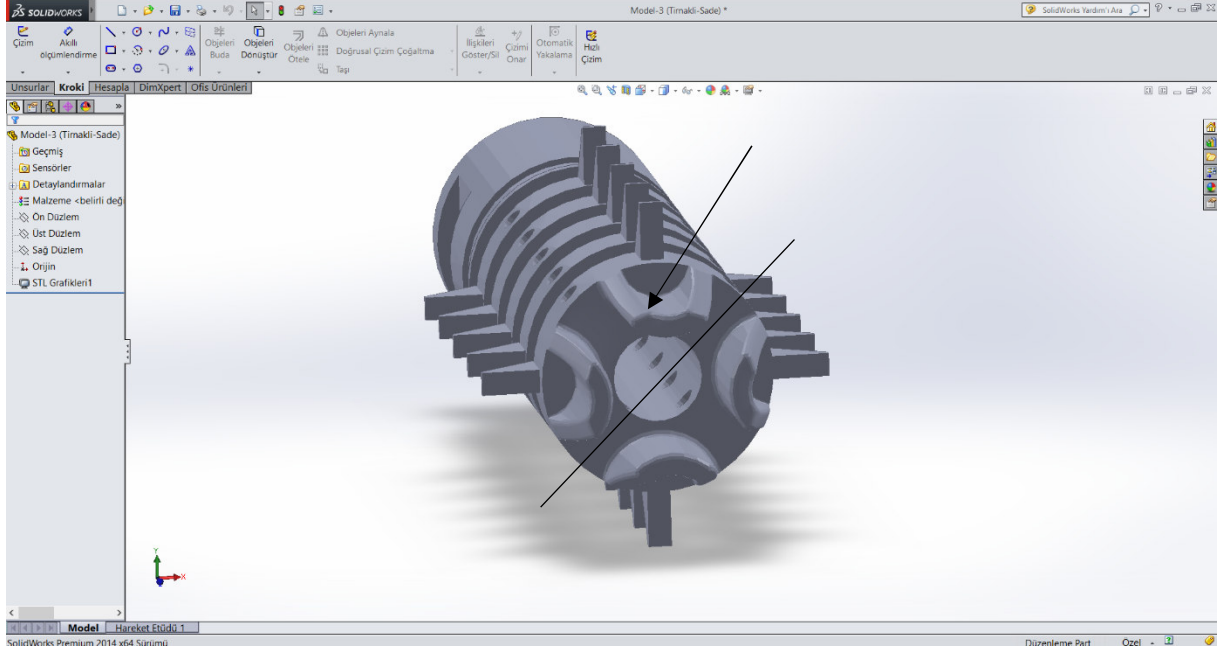 SOLIDWORKS
Model-3 (Tirnakli-Sade) *
SolidWorks Yardım'ı Ara
Çizim
Akıllı ölçümlendirme
Objeleri Buda
Objeleri Dönüştür
Objeleri Ötele
Objeleri Aynala
Doğrusal Çizim Çoğaltma
Taşı
İlişkileri Göster/Sil
Çizimi Onar
Otomatik Yakalama
Hızlı Çizim
Unsurlar Kroki Hesapla DimXpert Ofis Ürünleri
Model-3 (Tirnakli-Sade)
Geçmiş
Sensörler
Detaylandırmalar
Malzeme <belirli deği
Ön Düzlem
Üst Düzlem
Sağ Düzlem
Orijin
STL Grafikleri1
Y
X
Model Hareket Etüdü 1
SolidWorks Premium 2014 x64 Sürümü
Düzenleme Part
Özel